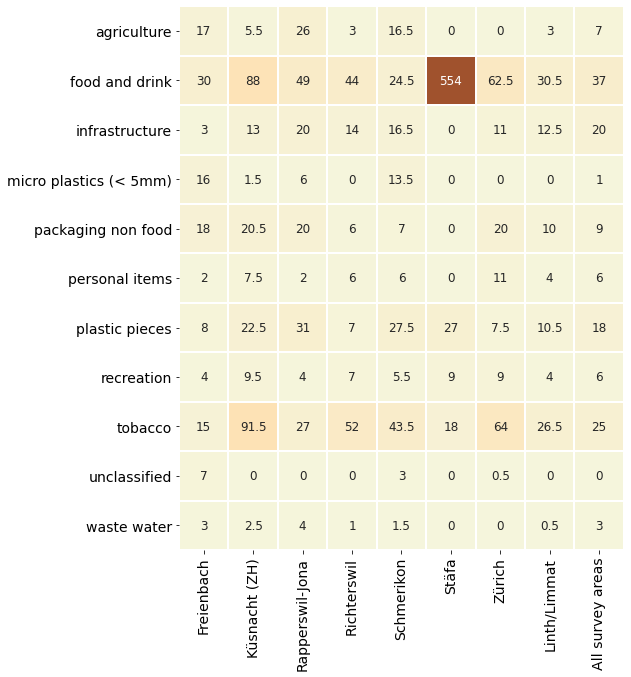 agriculture 17 5.5 26 3 16.5 0 0 3 7
food and drink 30 88 49 44 24.5 554 62.5 30.5 37
infrastructure 3 13 20 14 16.5 0 11 12.5 20
micro plastics (< 5mm) 16 1.5 6 0 13.5 0 0 0 1
packaging non food 18 20.5 20 6 7 0 20 10 9
personal items 2 7.5 2 6 6 0 11 4 6
plastic pieces 8 22.5 31 7 27.5 27 7.5 10.5 18
recreation 4 9.5 4 7 5.5 9 9 4 6
tobacco 15 91.5 27 52 43.5 18 64 26.5 25
unclassified 7 0 0 0 3 0 0.5 0 0
waste water 3 2.5 4 1 1.5 0 0 0.5 3
Freienbach
Küsnacht (ZH)
Rapperswil-Jona
Richterswil
Schmerikon
Stäfa
Zürich
Linth/Limmat
All survey areas